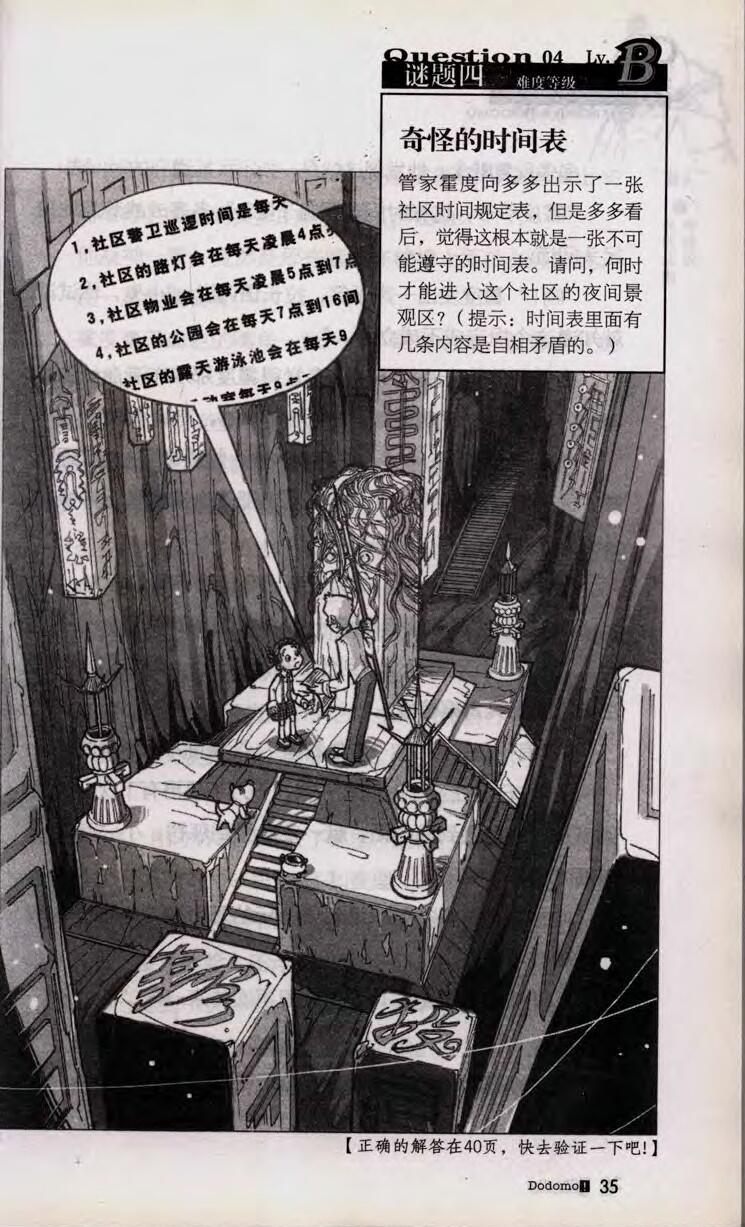 Question 04 Lv. B
谜题四 难度等级
奇怪的时间表
管家霍度向多多出示了一张
社区时间规定表，但是多多看
后，觉得这根本就是一张不可
能遵守的时间表。请问，何时
才能进入这个社区的夜间景
观区？（提示：时间表里面有
几条内容是自相矛盾的。）
1，社区警卫巡逻时间是每天
2，社区的路灯会在每天凌晨4点
3，社区物业会在每天凌晨5点到7点
4，社区的公园会在每天7点到16间
社区的露天游泳池会在每天9
【正确的解答在40页，快去验证一下吧！】
Dodomo! 35